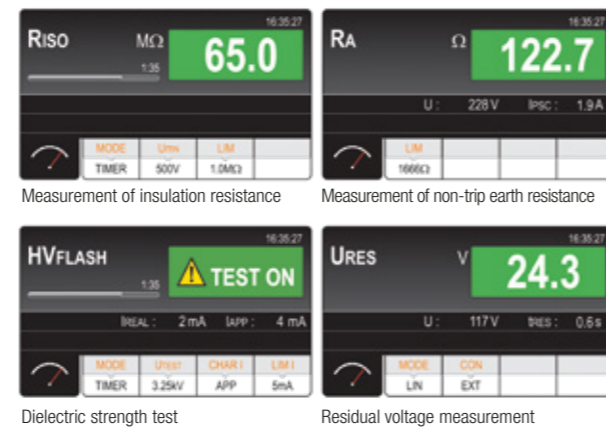 16:35:27
RISO MΩ 65.0
1:35
MODE UTEN LIM
TIMER 500V 1.0MΩ
Measurement of insulation resistance
16:35:27
RA Ω 122.7
U: 228V IPSC: 1.9A
LIM
1666Ω
Measurement of non-trip earth resistance
16:35:27
HVFLASH TEST ON
1:35
IREAL: 2mA IAPP: 4 mA
MODE UTEST CHAR I LIM I
TIMER 3.25kV APP 5mA
Dielectric strength test
16:35:27
URES V 24.3
U: 117V tRES: 0.6s
MODE CON
LIN EXT
Residual voltage measurement